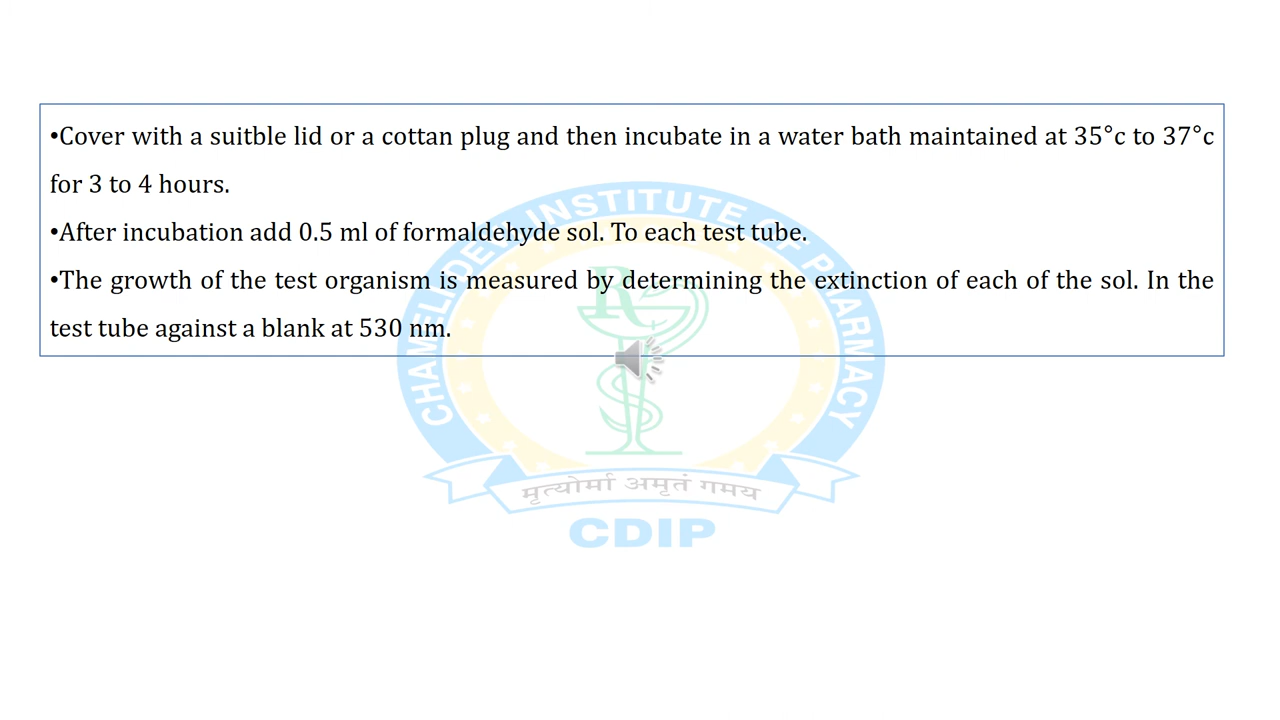 •Cover with a suitble lid or a cottan plug and then incubate in a water bath maintained at 35°c to 37°c
for 3 to 4 hours.
•After incubation add 0.5 ml of formaldehyde sol. To each test tube.
•The growth of the test organism is measured by determining the extinction of each of the sol. In the
test tube against a blank at 530 nm.
CHAMELI DEVI INSTITUTE OF PHARMACY
Rx
मृत्योर्मा अमृतं गमय
CDIP